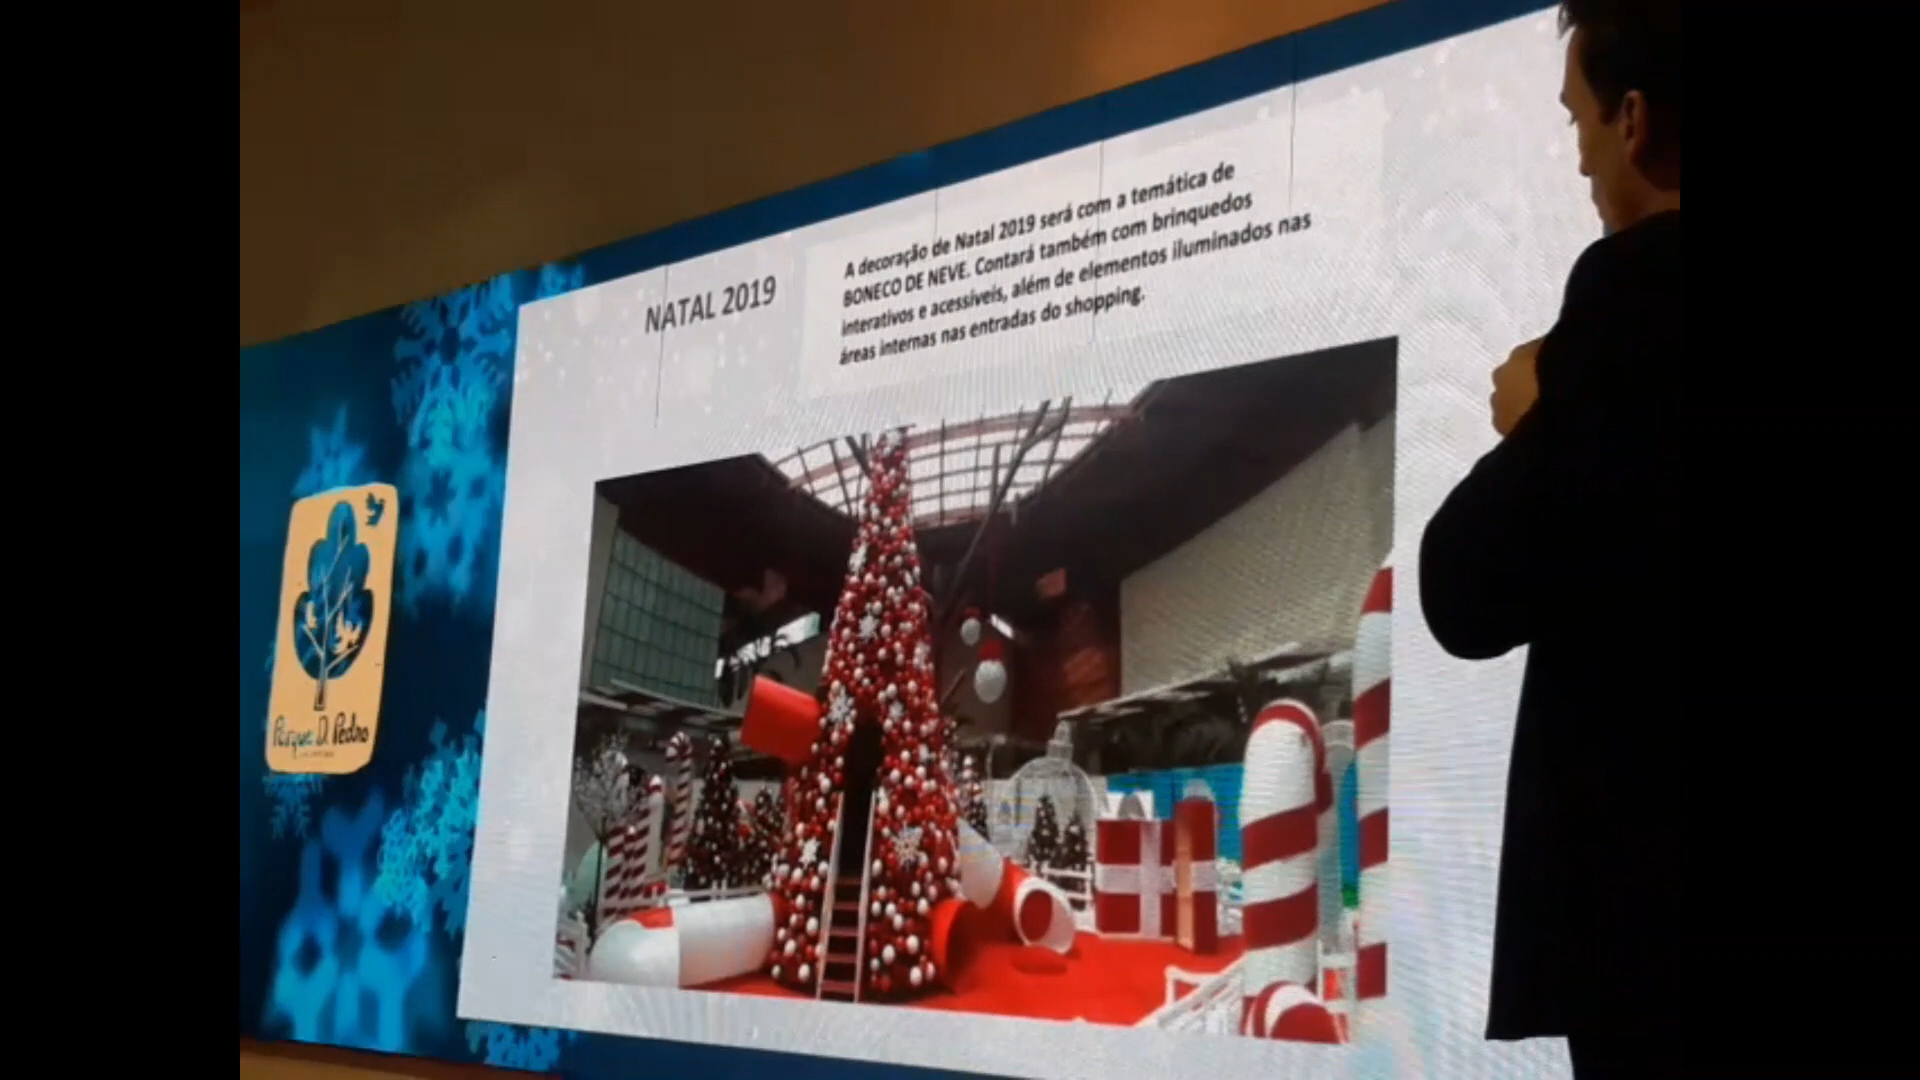 NATAL 2019
A decoração de Natal 2019 será com a temática de
BONECO DE NEVE. Contará também com brinquedos
interativos e acessíveis, além de elementos iluminados nas
áreas internas nas entradas do shopping.
Parque D. Pedro